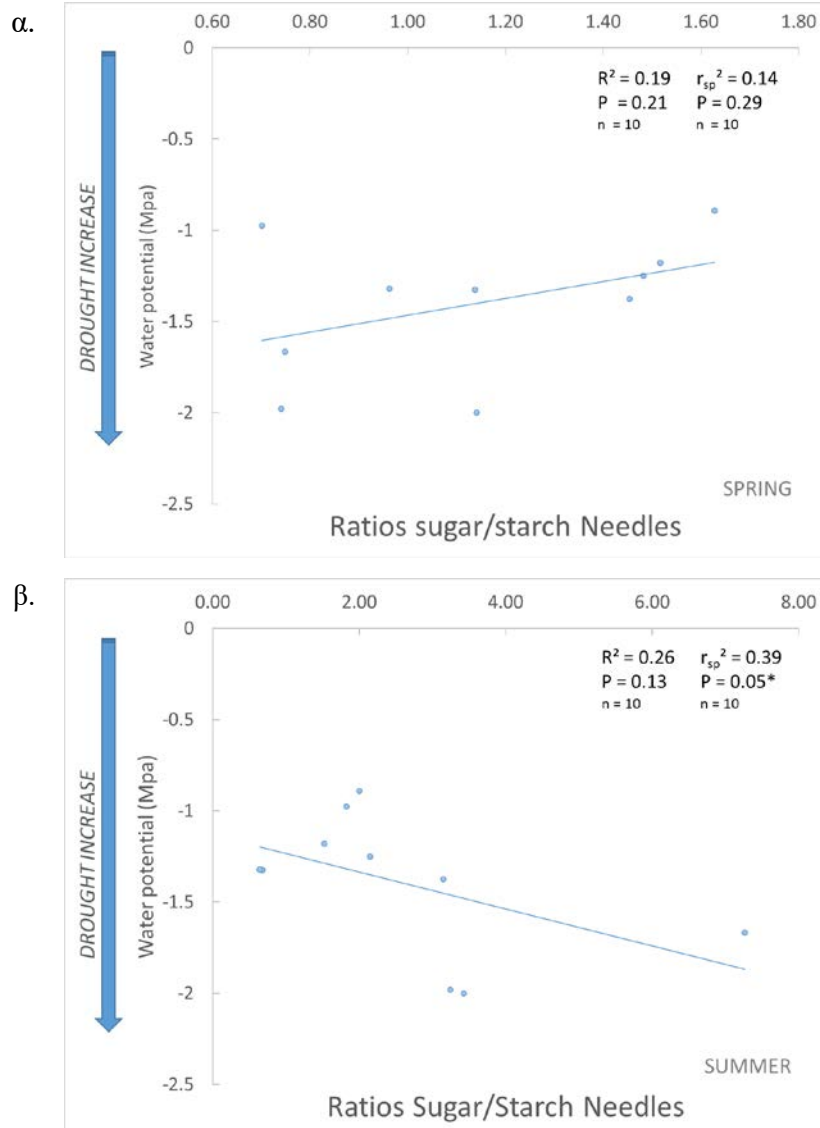 α.
0.60 0.80 1.00 1.20 1.40 1.60 1.80
0
-0.5
-1
-1.5
-2
-2.5
R² = 0.19 r_sp² = 0.14
P = 0.21 P = 0.29
n = 10 n = 10
DROUGHT INCREASE
Water potential (Mpa)
SPRING
Ratios sugar/starch Needles
β.
0.00 2.00 4.00 6.00 8.00
0
-0.5
-1
-1.5
-2
-2.5
R² = 0.26 r_sp² = 0.39
P = 0.13 P = 0.05*
n = 10 n = 10
DROUGHT INCREASE
Water potential (Mpa)
SUMMER
Ratios Sugar/Starch Needles